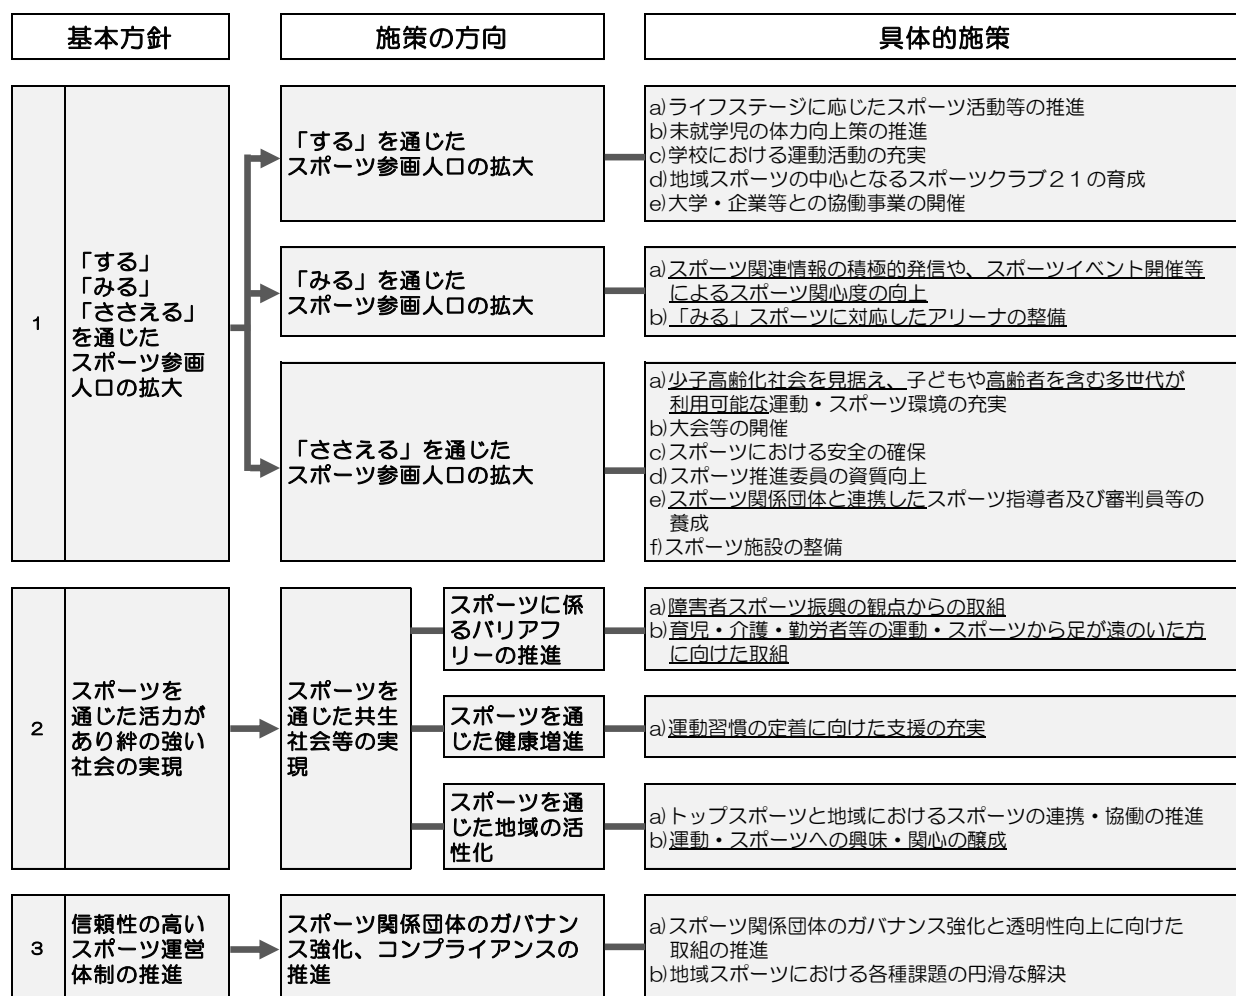 基本方針
施策の方向
具体的施策
1
「する」
「みる」
「ささえる」
を通じた
スポーツ参画
人口の拡大
「する」を通じた
スポーツ参画人口の拡大
a)ライフステージに応じたスポーツ活動等の推進
b)未就学児の体力向上策の推進
c)学校における運動活動の充実
d)地域スポーツの中心となるスポーツクラブ21の育成
e)大学・企業等との協働事業の開催
「みる」を通じた
スポーツ参画人口の拡大
a)スポーツ関連情報の積極的発信や、スポーツイベント開催等
によるスポーツ関心度の向上
b)「みる」スポーツに対応したアリーナの整備
「ささえる」を通じた
スポーツ参画人口の拡大
a)少子高齢化社会を見据え、子どもや高齢者を含む多世代が
利用可能な運動・スポーツ環境の充実
b)大会等の開催
c)スポーツにおける安全の確保
d)スポーツ推進委員の資質向上
e)スポーツ関係団体と連携したスポーツ指導者及び審判員等の
養成
f)スポーツ施設の整備
2
スポーツを
通じた活力が
あり絆の強い
社会の実現
スポーツを
通じた共生
社会等の実
現
スポーツに係
るバリアフ
リーの推進
a)障害者スポーツ振興の観点からの取組
b)育児・介護・勤労者等の運動・スポーツから足が遠のいた方
に向けた取組
スポーツを通
じた健康増進
a)運動習慣の定着に向けた支援の充実
スポーツを通
じた地域の活
性化
a)トップスポーツと地域におけるスポーツの連携・協働の推進
b)運動・スポーツへの興味・関心の醸成
3
信頼性の高い
スポーツ運営
体制の推進
スポーツ関係団体のガバナン
ス強化、コンプライアンスの
推進
a)スポーツ関係団体のガバナンス強化と透明性向上に向けた
取組の推進
b)地域スポーツにおける各種課題の円滑な解決